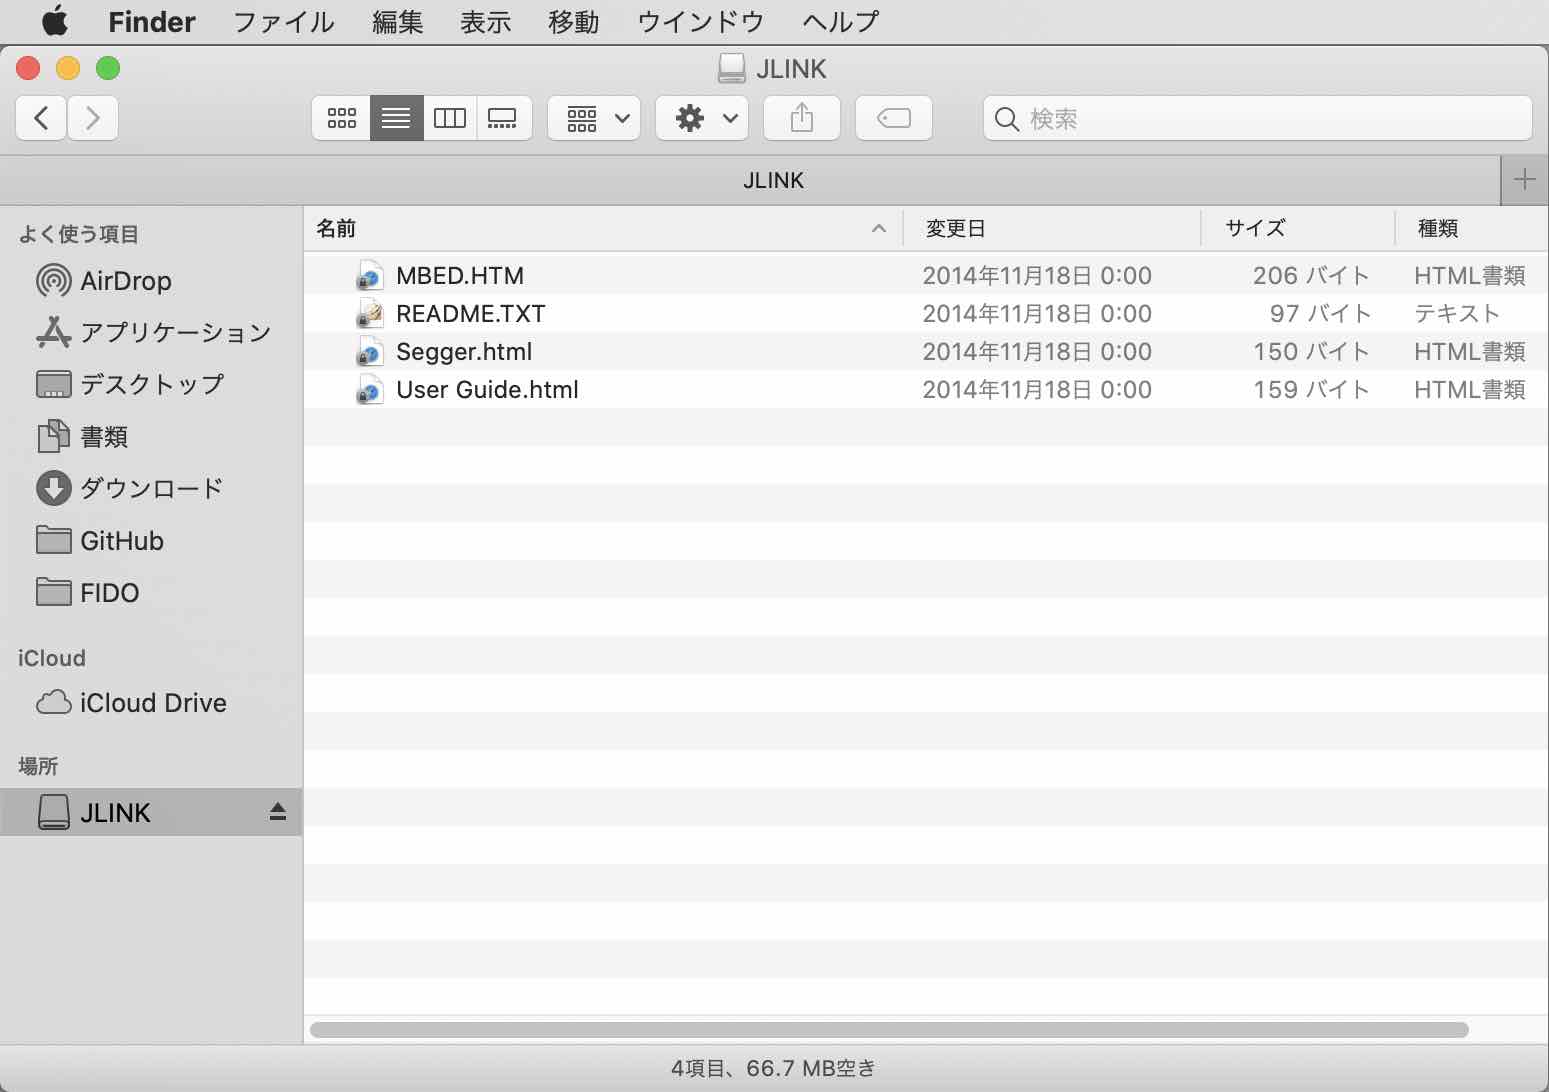 Finder ファイル 編集 表示 移動 ウインドウ ヘルプ
JLINK
検索
JLINK
よく使う項目
AirDrop
アプリケーション
デスクトップ
書類
ダウンロード
GitHub
FIDO
iCloud
iCloud Drive
場所
JLINK
名前 変更日 サイズ 種類
MBED.HTM 2014年11月18日 0:00 206 バイト HTML書類
README.TXT 2014年11月18日 0:00 97 バイト テキスト
Segger.html 2014年11月18日 0:00 150 バイト HTML書類
User Guide.html 2014年11月18日 0:00 159 バイト HTML書類
4項目、66.7 MB空き